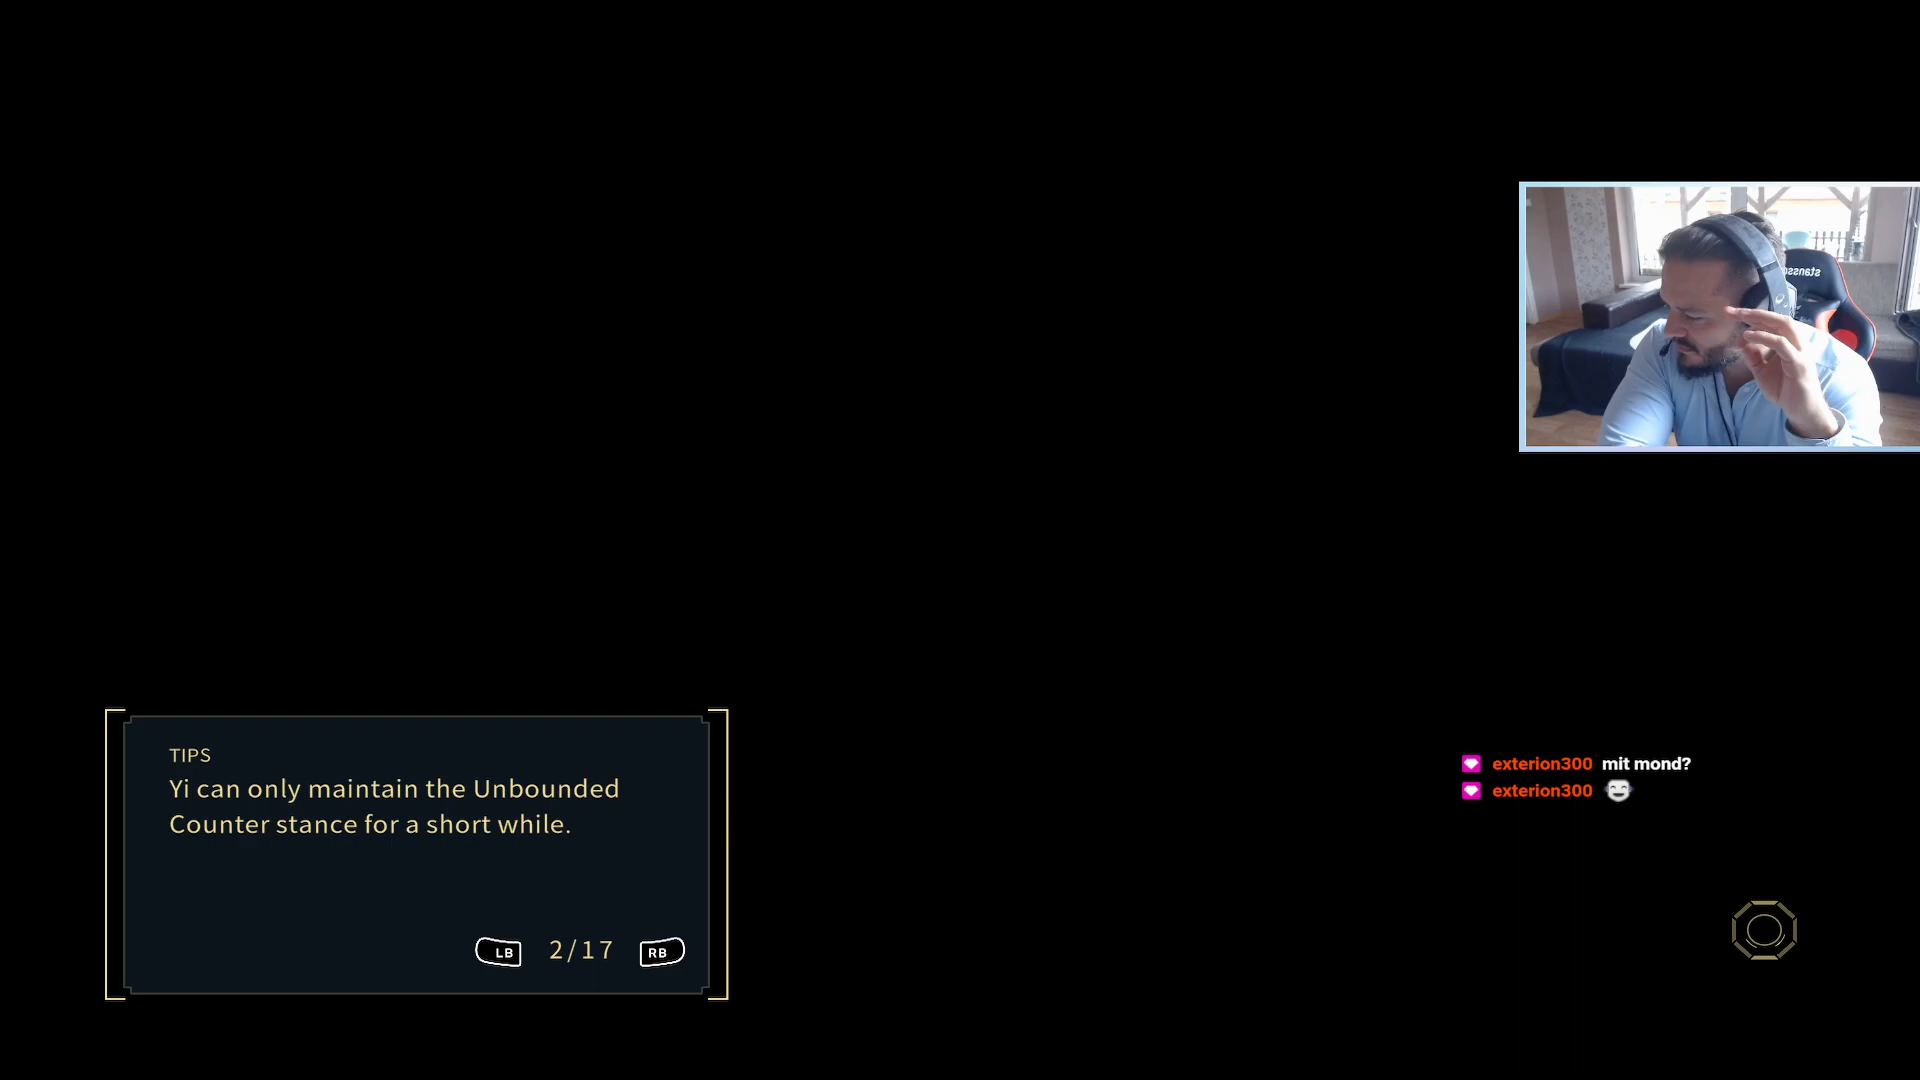 TIPS
Yi can only maintain the Unbounded
Counter stance for a short while.
LB 2/17 RB
exterion300 mit mond?
exterion300